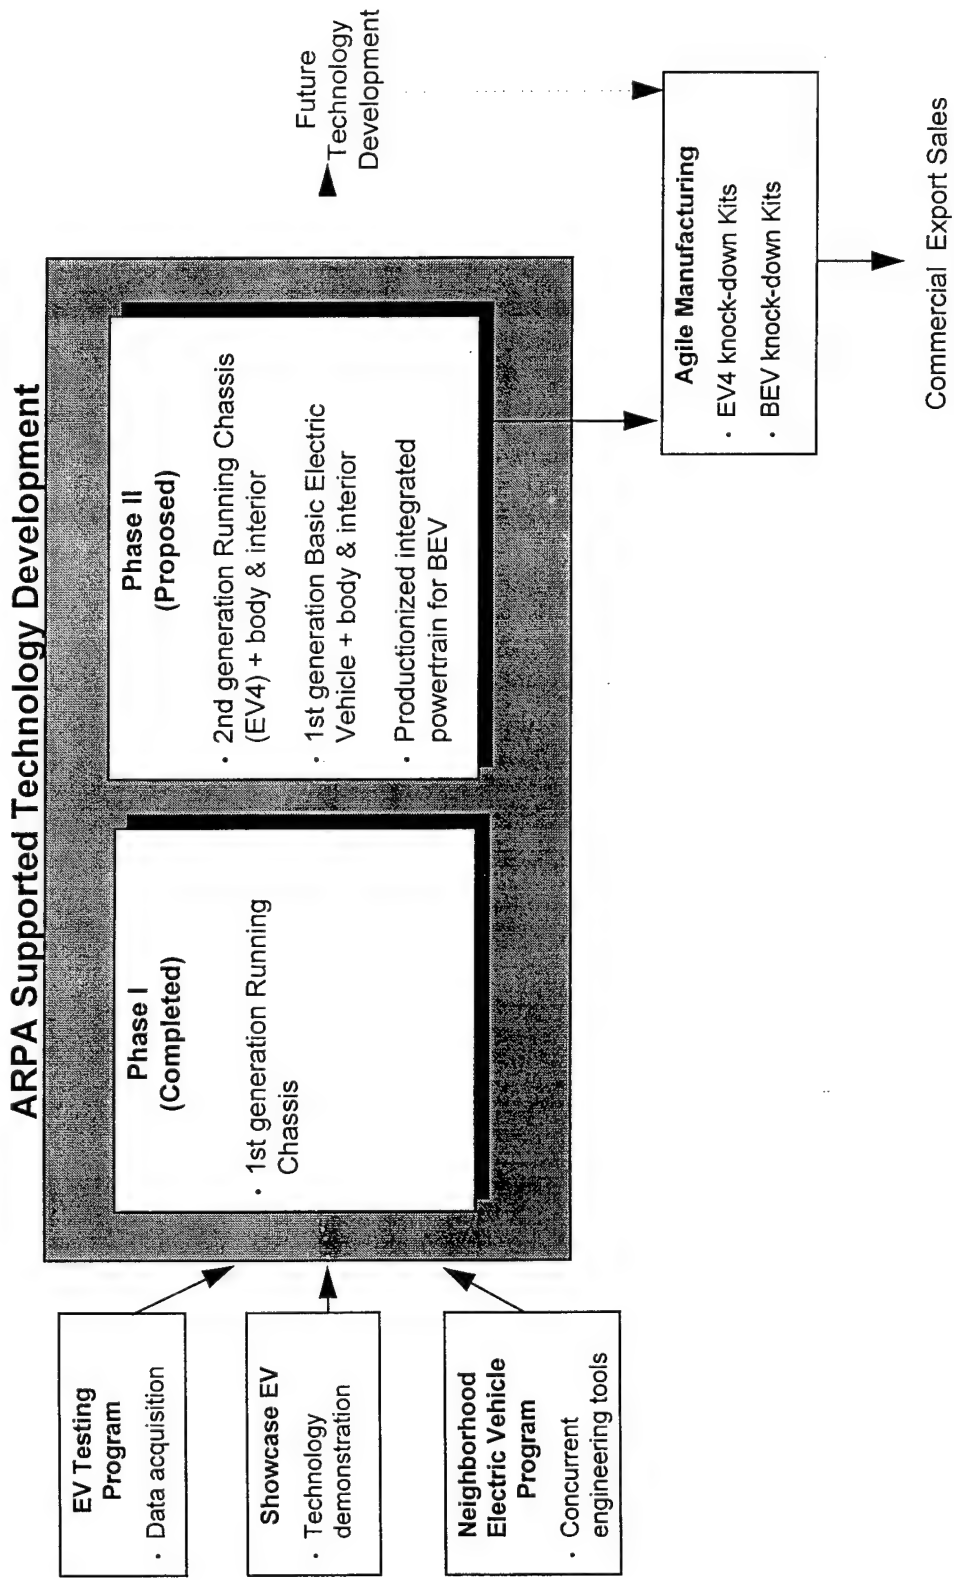 ARPA Supported Technology Development
EV Testing
Program
· Data acquisition
Showcase EV
· Technology
demonstration
Neighborhood
Electric Vehicle
Program
· Concurrent
engineering tools
Phase I
(Completed)
· 1st generation Running
Chassis
Phase II
(Proposed)
· 2nd generation Running Chassis
(EV4) + body & interior
· 1st generation Basic Electric
Vehicle + body & interior
· Productionized integrated
powertrain for BEV
Future
Technology
Development
Agile Manufacturing
· EV4 knock-down Kits
· BEV knock-down Kits
Commercial Export Sales